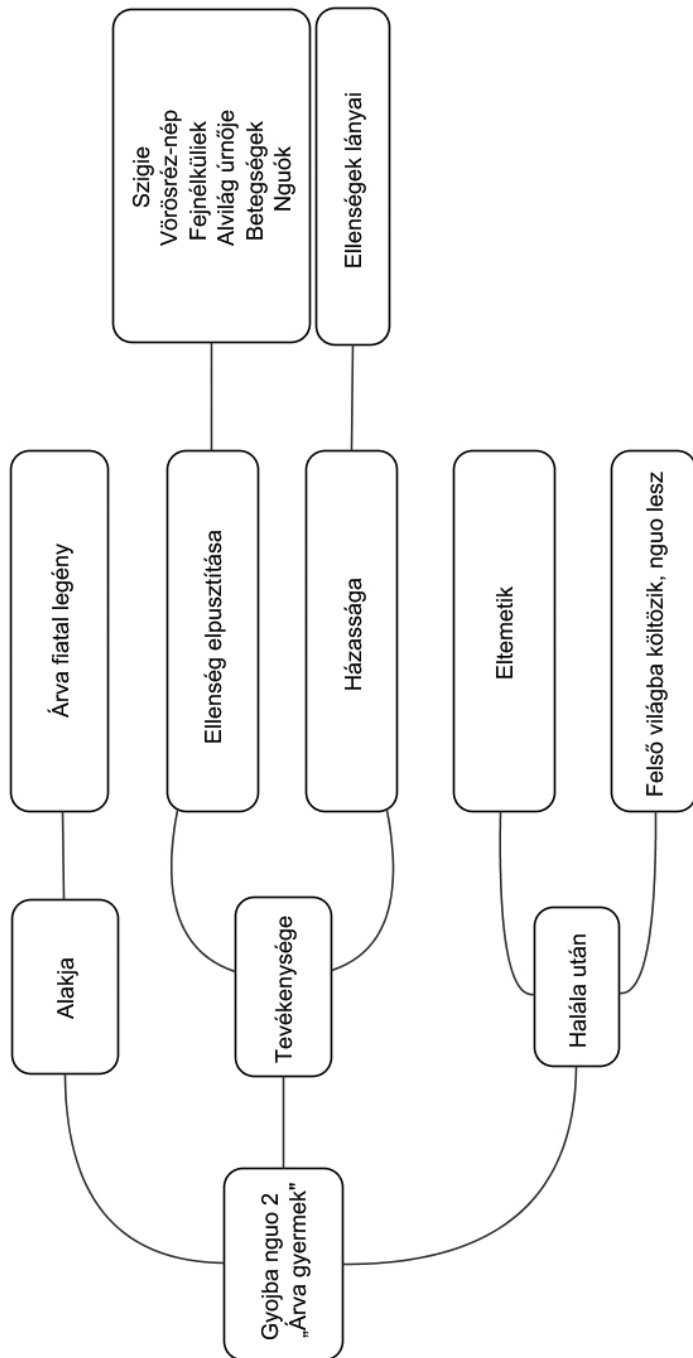 Gyojba nguo 2
„Árva gyermek"
Alakja
Árva fiatal legény
Tevékenysége
Ellenség elpusztítása
Szigie
Vörösréz-nép
Fejnélküliek
Alvilág úrnője
Betegségek
Nguók
Házassága
Ellenségek lányai
Halála után
Eltemetik
Felső világba költözik, nguo lesz